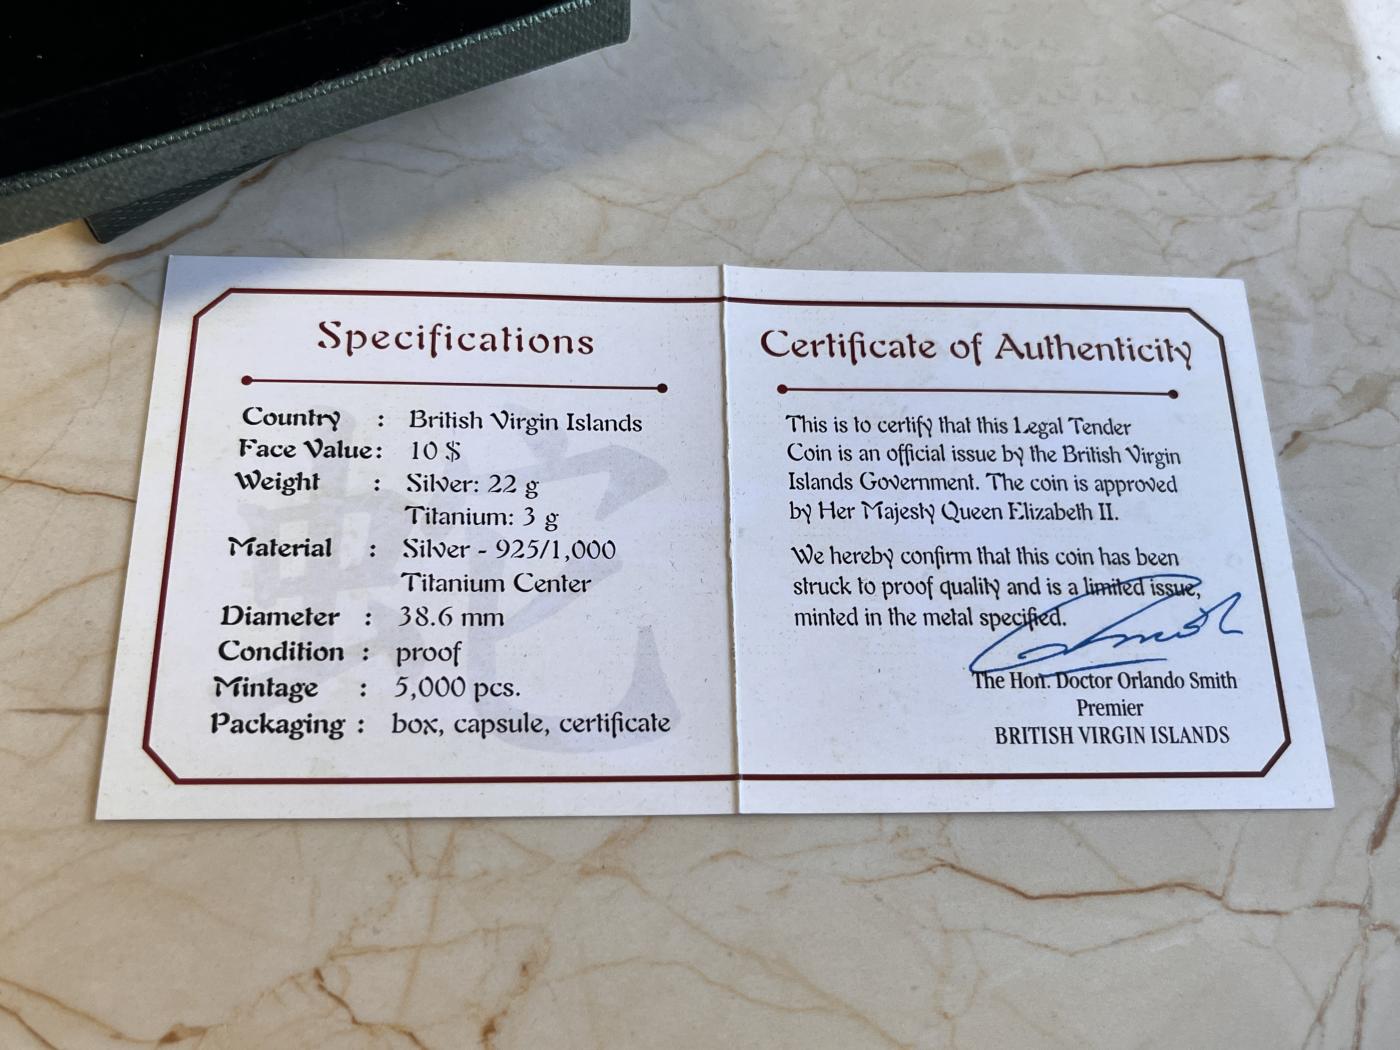 Specifications
Country : British Virgin Islands
Face Value: 10 $
Weight : Silver: 22 g
Titanium: 3 g
Material : Silver - 925/1,000
Titanium Center
Diameter : 38.6 mm
Condition : proof
Mintage : 5,000 pcs.
Packaging : box, capsule, certificate
蛇
Certificate of Authenticity
This is to certify that this Legal Tender
Coin is an official issue by the British Virgin
Islands Government. The coin is approved
by Her Majesty Queen Elizabeth II.
We hereby confirm that this coin has been
struck to proof quality and is a limited issue,
minted in the metal specified.
The Hon. Doctor Orlando Smith
Premier
BRITISH VIRGIN ISLANDS